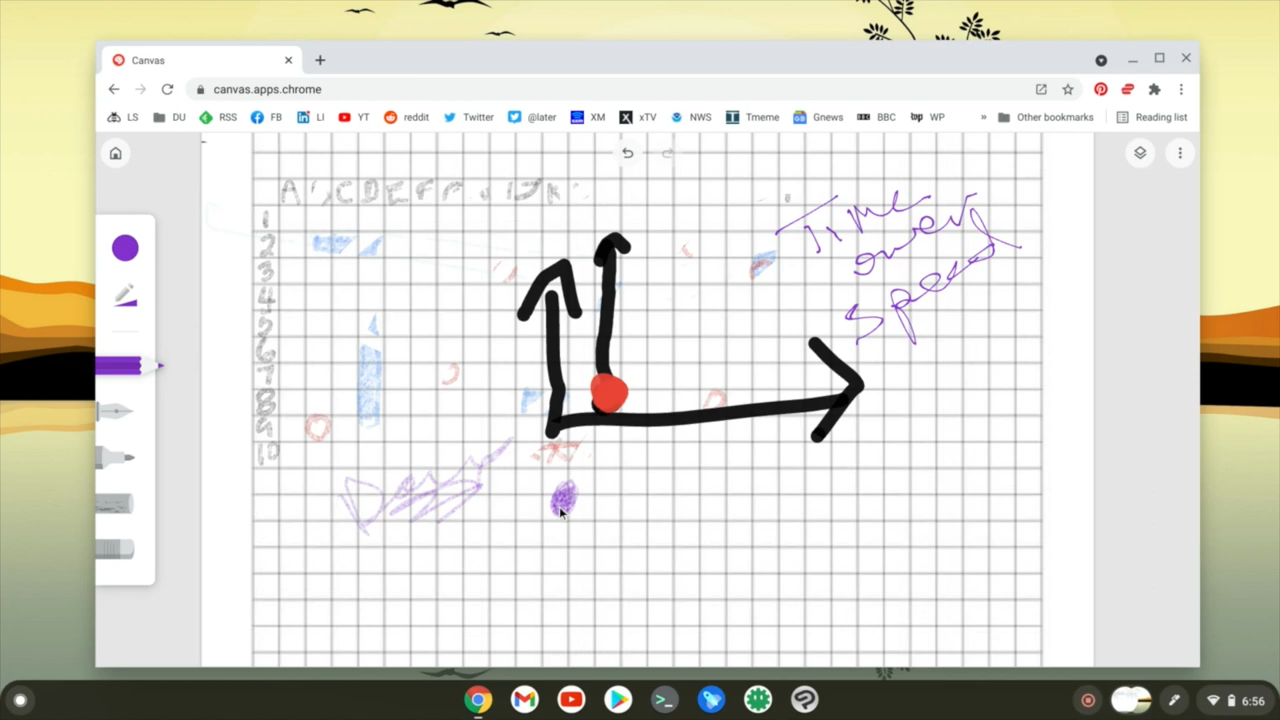 Canvas
canvas.apps.chrome
LS DU RSS FB LI YT reddit Twitter @later XM xTV NWS Tmeme Gnews BBC WP » Other bookmarks Reading list
1
2
3
4
6
7
8
9
10
Time
over
Speed
6:56